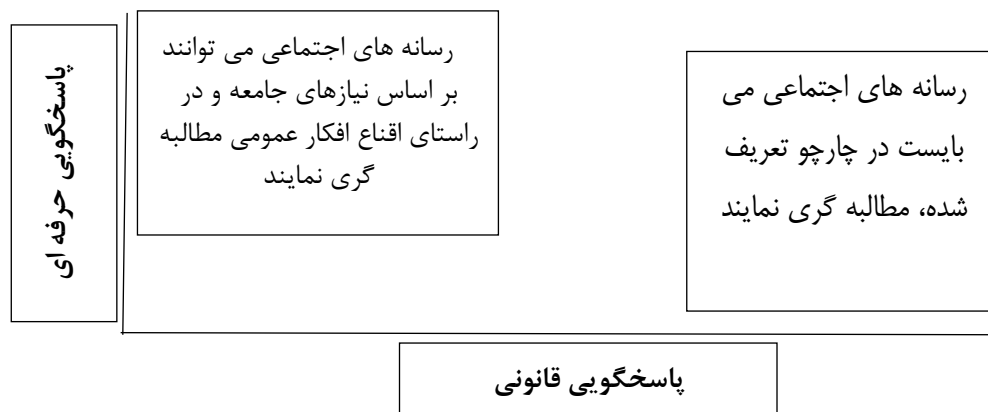 رسانه های اجتماعی می توانند
بر اساس نیازهای جامعه و در
راستای اقناع افکار عمومی مطالبه
گری نمایند
رسانه های اجتماعی می
بایست در چارچو تعریف
شده، مطالبه گری نمایند
پاسخگویی حرفه ای
پاسخگویی قانونی